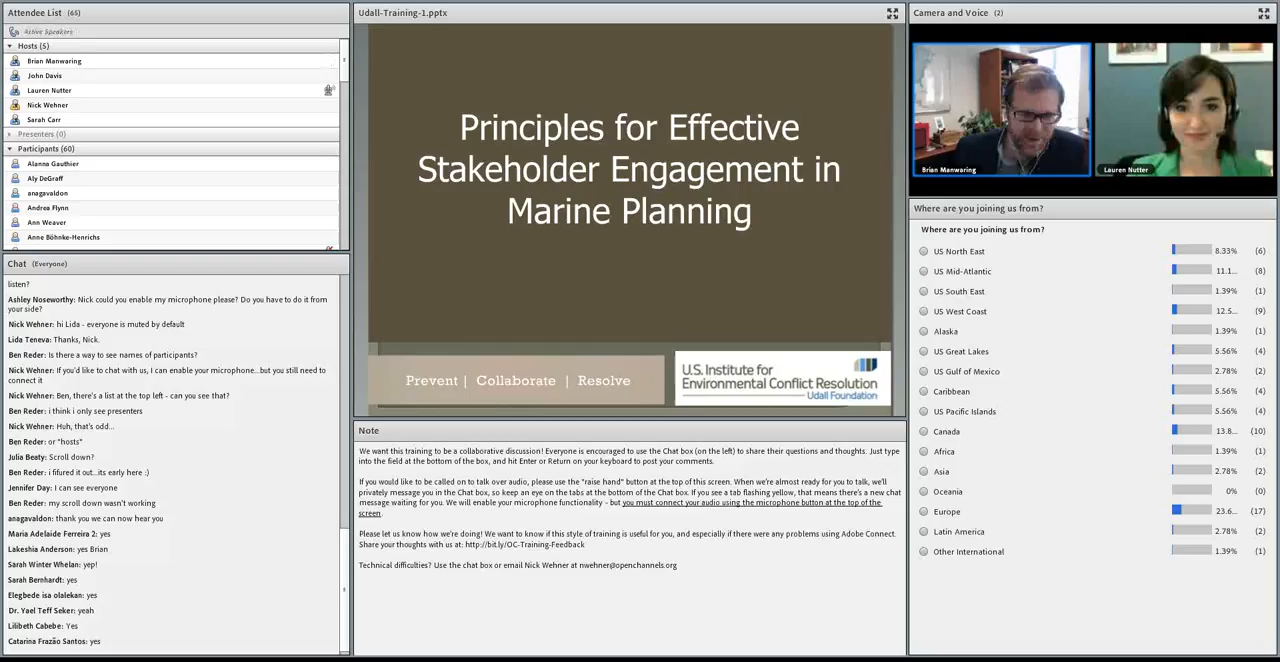 Attendee List (65)
Active Speakers
Hosts (5)
Brian Manwaring
John Davis
Lauren Nutter
Nick Wehner
Sarah Carr
Presenters (0)
Participants (60)
Alanna Gauthier
Aly DeGraff
anagavaldon
Andrea Flynn
Ann Weaver
Anne Böhnke-Henrichs
Chat (Everyone)
listen?
Ashley Noseworthy: Nick could you enable my microphone please? Do you have to do it from
your side?
Nick Wehner: hi Lida - everyone is muted by default
Lida Teneva: Thanks, Nick.
Ben Reder: Is there a way to see names of participants?
Nick Wehner: If you'd like to chat with us, I can enable your microphone...but you still need to
connect it
Nick Wehner: Ben, there's a list at the top left - can you see that?
Ben Reder: i think i only see presenters
Nick Wehner: Huh, that's odd...
Ben Reder: or "hosts"
Julia Beaty: Scroll down?
Ben Reder: i fifured it out...its early here :)
Jennifer Day: I can see everyone
Ben Reder: my scroll down wasn't working
anagavaldon: thank you we can now hear you
Maria Adelaide Ferreira 2: yes
Lakeshia Anderson: yes Brian
Sarah Winter Whelan: yep!
Sarah Bernhardt: yes
Elegbede isa olalekan: yes
Dr. Yael Teff Seker: yeah
Lilibeth Cabebe: Yes
Catarina Frazão Santos: yes
Udall-Training-1.pptx
Principles for Effective
Stakeholder Engagement in
Marine Planning
Prevent | Collaborate | Resolve
U.S. Institute for
Environmental Conflict Resolution
Udall Foundation
Note
We want this training to be a collaborative discussion! Everyone is encouraged to use the Chat box (on the left) to share their questions and thoughts. Just type
into the field at the bottom of the box, and hit Enter or Return on your keyboard to post your comments.
If you would like to be called on to talk over audio, please use the "raise hand" button at the top of this screen. When we're almost ready for you to talk, we'll
privately message you in the Chat box, so keep an eye on the tabs at the bottom of the Chat box. If you see a tab flashing yellow, that means there's a new chat
message waiting for you. We will enable your microphone functionality - but you must connect your audio using the microphone button at the top of the
screen.
Please let us know how we're doing! We want to know if this style of training is useful for you, and especially if there were any problems using Adobe Connect.
Share your thoughts with us at: http://bit.ly/OC-Training-Feedback
Technical difficulties? Use the chat box or email Nick Wehner at nwehner@openchannels.org
Camera and Voice (2)
Brian Manwaring
Lauren Nutter
Where are you joining us from?
Where are you joining us from?
US North East 8.33% (6)
US Mid-Atlantic 11.1... (8)
US South East 1.39% (1)
US West Coast 12.5... (9)
Alaska 1.39% (1)
US Great Lakes 5.56% (4)
US Gulf of Mexico 2.78% (2)
Caribbean 5.56% (4)
US Pacific Islands 5.56% (4)
Canada 13.8... (10)
Africa 1.39% (1)
Asia 2.78% (2)
Oceania 0% (0)
Europe 23.6... (17)
Latin America 2.78% (2)
Other International 1.39% (1)